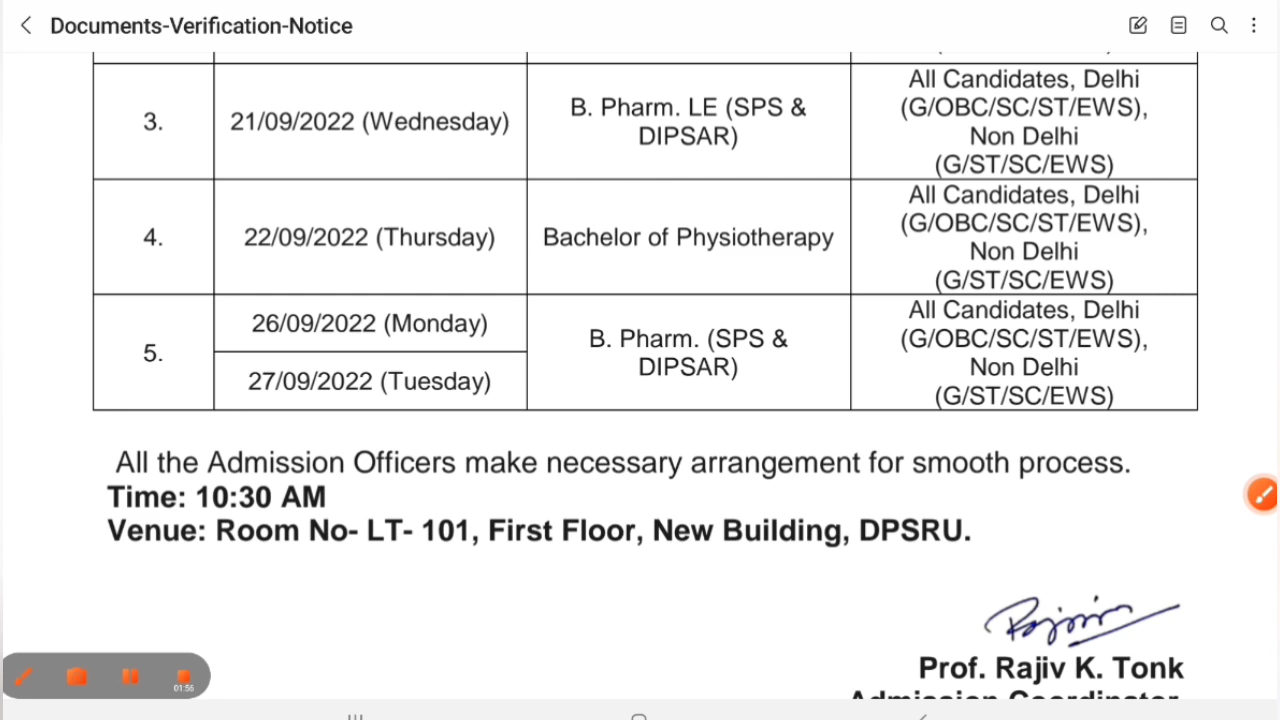 Documents-Verification-Notice
3.
21/09/2022 (Wednesday)
B. Pharm. LE (SPS &
DIPSAR)
All Candidates, Delhi
(G/OBC/SC/ST/EWS),
Non Delhi
(G/ST/SC/EWS)
4.
22/09/2022 (Thursday)
Bachelor of Physiotherapy
All Candidates, Delhi
(G/OBC/SC/ST/EWS),
Non Delhi
(G/ST/SC/EWS)
5.
26/09/2022 (Monday)
27/09/2022 (Tuesday)
B. Pharm. (SPS &
DIPSAR)
All Candidates, Delhi
(G/OBC/SC/ST/EWS),
Non Delhi
(G/ST/SC/EWS)
All the Admission Officers make necessary arrangement for smooth process.
Time: 10:30 AM
Venue: Room No- LT- 101, First Floor, New Building, DPSRU.
Prof. Rajiv K. Tonk
Admission Coordinator
01:56